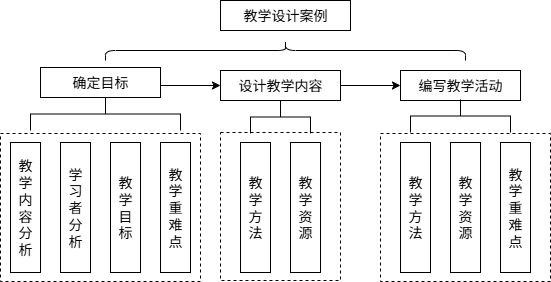 教学设计案例
确定目标
设计教学内容
编写教学活动
教学内容分析
学习者分析
教学目标
教学重难点
教学方法
教学资源
教学方法
教学资源
教学重难点